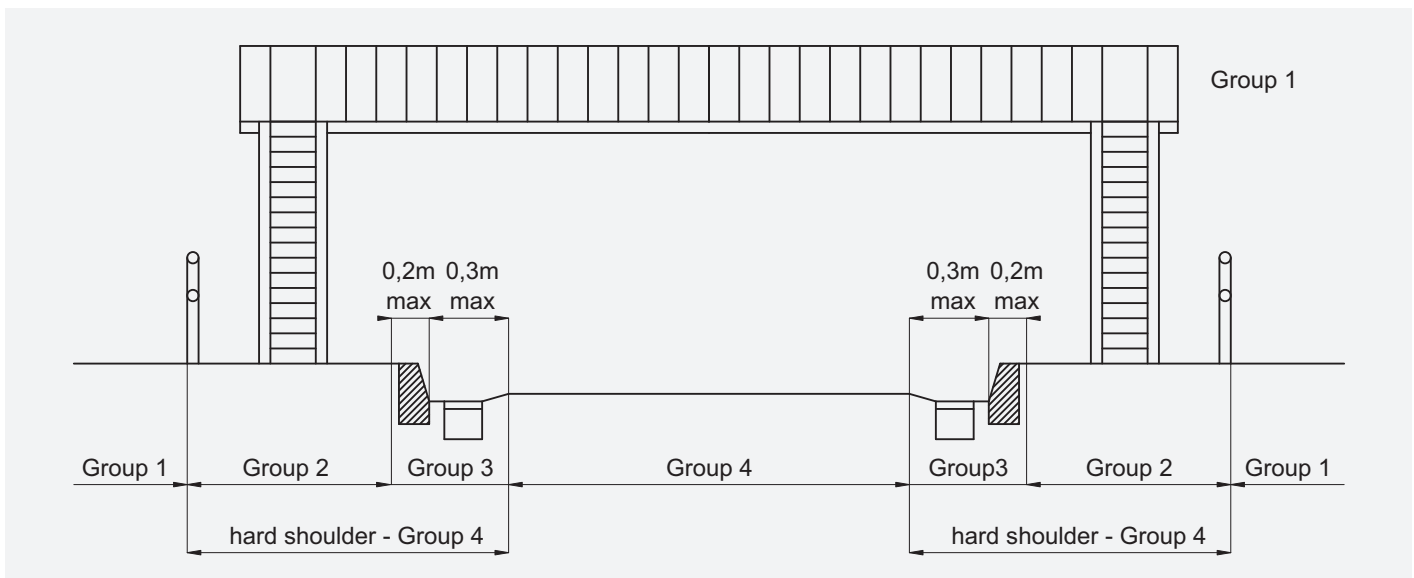 Group 1
0,2m 0,3m
max max
0,3m 0,2m
max max
Group 1
Group 2
Group 3
Group 4
Group3
Group 2
Group 1
hard shoulder - Group 4
hard shoulder - Group 4